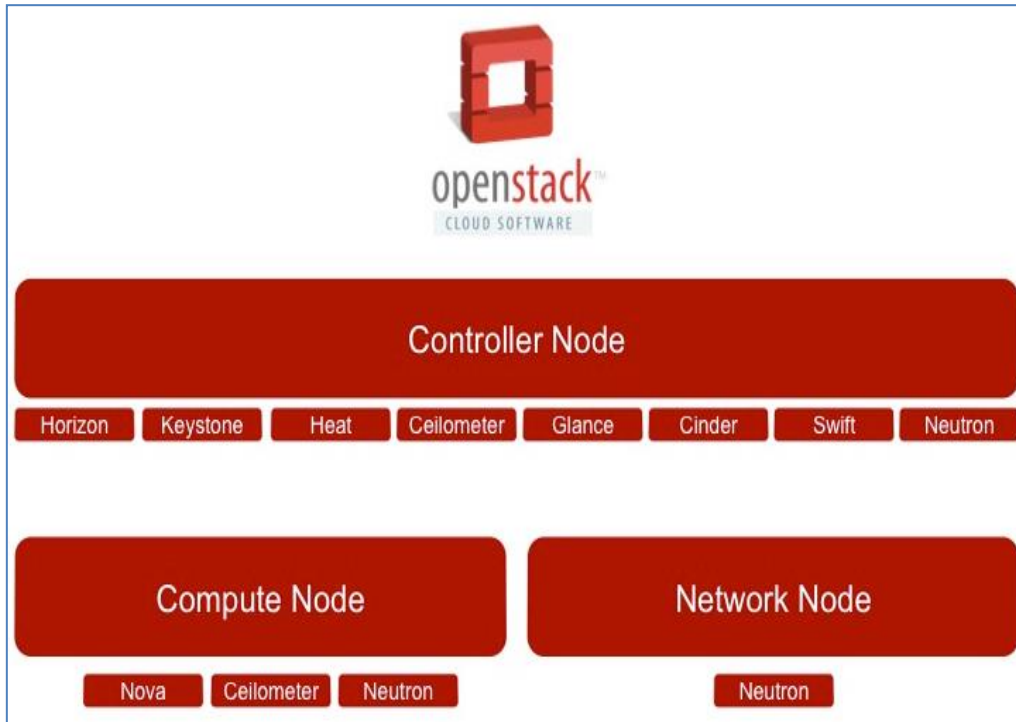 openstack™
CLOUD SOFTWARE
Controller Node
Horizon Keystone Heat Ceilometer Glance Cinder Swift Neutron
Compute Node Network Node
Nova Ceilometer Neutron Neutron